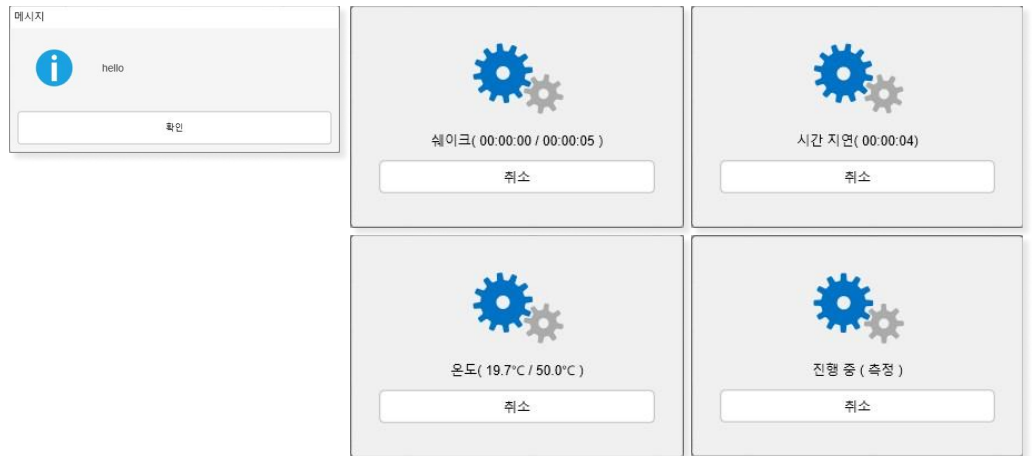 메시지
hello
확인
쉐이크( 00:00:00 / 00:00:05 )
취소
시간 지연( 00:00:04)
취소
온도( 19.7°C / 50.0°C )
취소
진행 중 ( 측정 )
취소